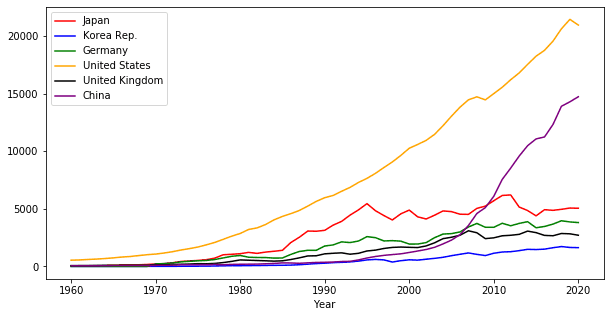 Japan
Korea Rep.
Germany
United States
United Kingdom
China
20000
15000
10000
5000
0
1960 1970 1980 1990 2000 2010 2020
Year